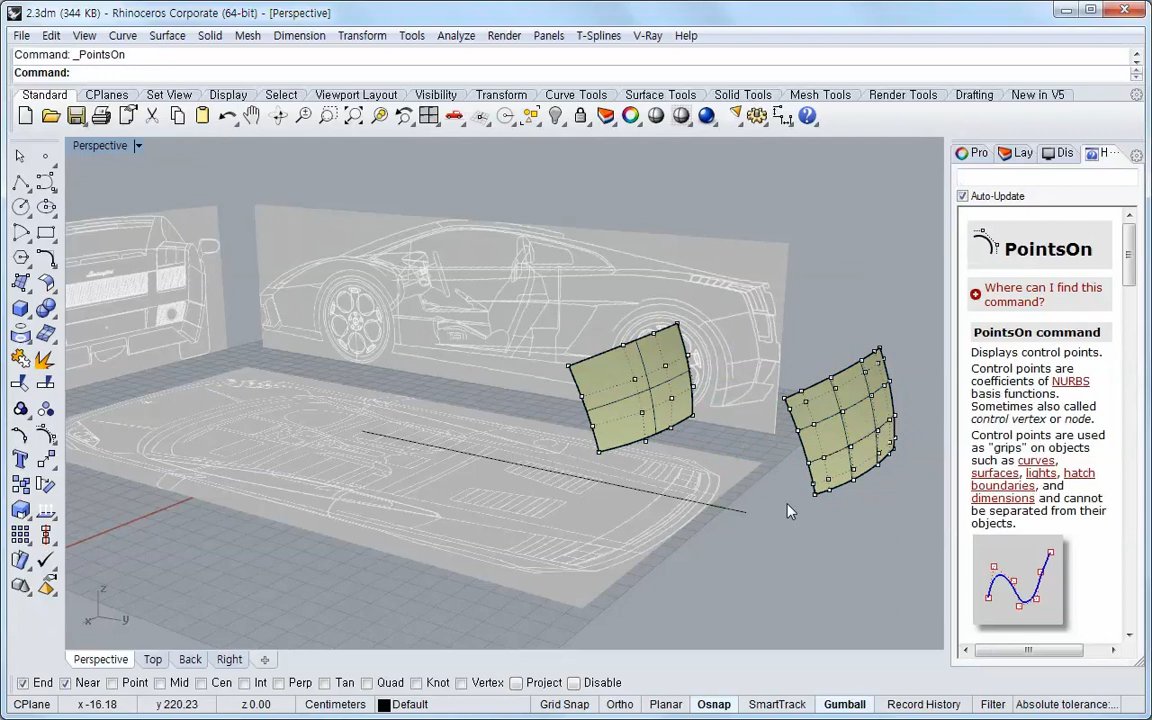 2.3dm (344 KB) - Rhinoceros Corporate (64-bit) - [Perspective]
File Edit View Curve Surface Solid Mesh Dimension Transform Tools Analyze Render Panels T-Splines V-Ray Help
Command: _PointsOn
Command:
Standard CPlanes Set View Display Select Viewport Layout Visibility Transform Curve Tools Surface Tools Solid Tools Mesh Tools Render Tools Drafting New in V5
Perspective
Pro Lay Dis H
Auto-Update
PointsOn
Where can I find this
command?
PointsOn command
Displays control points.
Control points are
coefficients of NURBS
basis functions.
Sometimes also called
control vertex or node.
Control points are used
as "grips" on objects
such as curves,
surfaces, lights, hatch
boundaries, and
dimensions and cannot
be separated from their
objects.
z
x y
Perspective Top Back Right
End Near Point Mid Cen Int Perp Tan Quad Knot Vertex Project Disable
CPlane x -16.18 y 220.23 z 0.00 Centimeters Default Grid Snap Ortho Planar Osnap SmartTrack Gumball Record History Filter Absolute tolerance:...